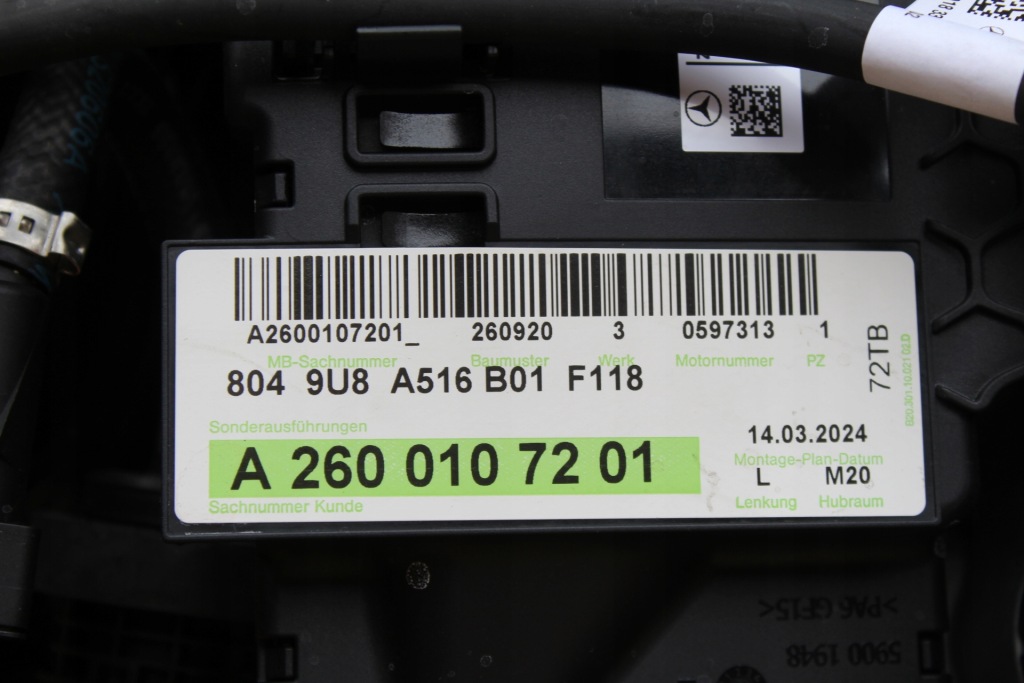 A2600107201_ 260920 3 0597313 1
MB-Sachnummer Baumuster Werk Motornummer PZ
804 9U8 A516 B01 F118
72TB
Sonderausführungen
14.03.2024
Montage-Plan-Datum
A 260 010 72 01
L M20
Sachnummer Kunde
Lenkung Hubraum
>PA6 GF15<
5900 1948